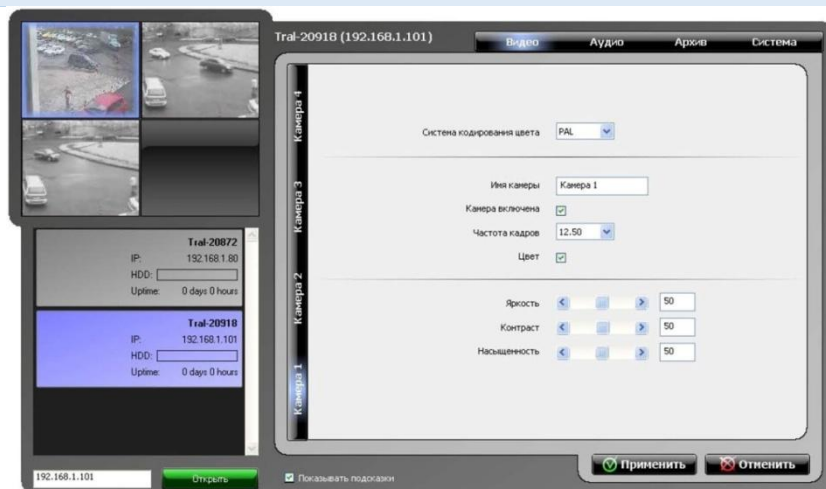 Tral-20918 (192.168.1.101)
Видео Аудио Архив Система
Камера 4
Камера 3
Камера 2
Камера 1
Система кодирования цвета PAL
Имя камеры Камера 1
Камера включена
Частота кадров 12.50
Цвет
Яркость 50
Контраст 50
Насыщенность 50
Tral-20872
IP: 192.168.1.80
HDD:
Uptime: 0 days 0 hours
Tral-20918
IP: 192.168.1.101
HDD:
Uptime: 0 days 0 hours
192.168.1.101 Открыть
Показывать подсказки
Применить Отменить